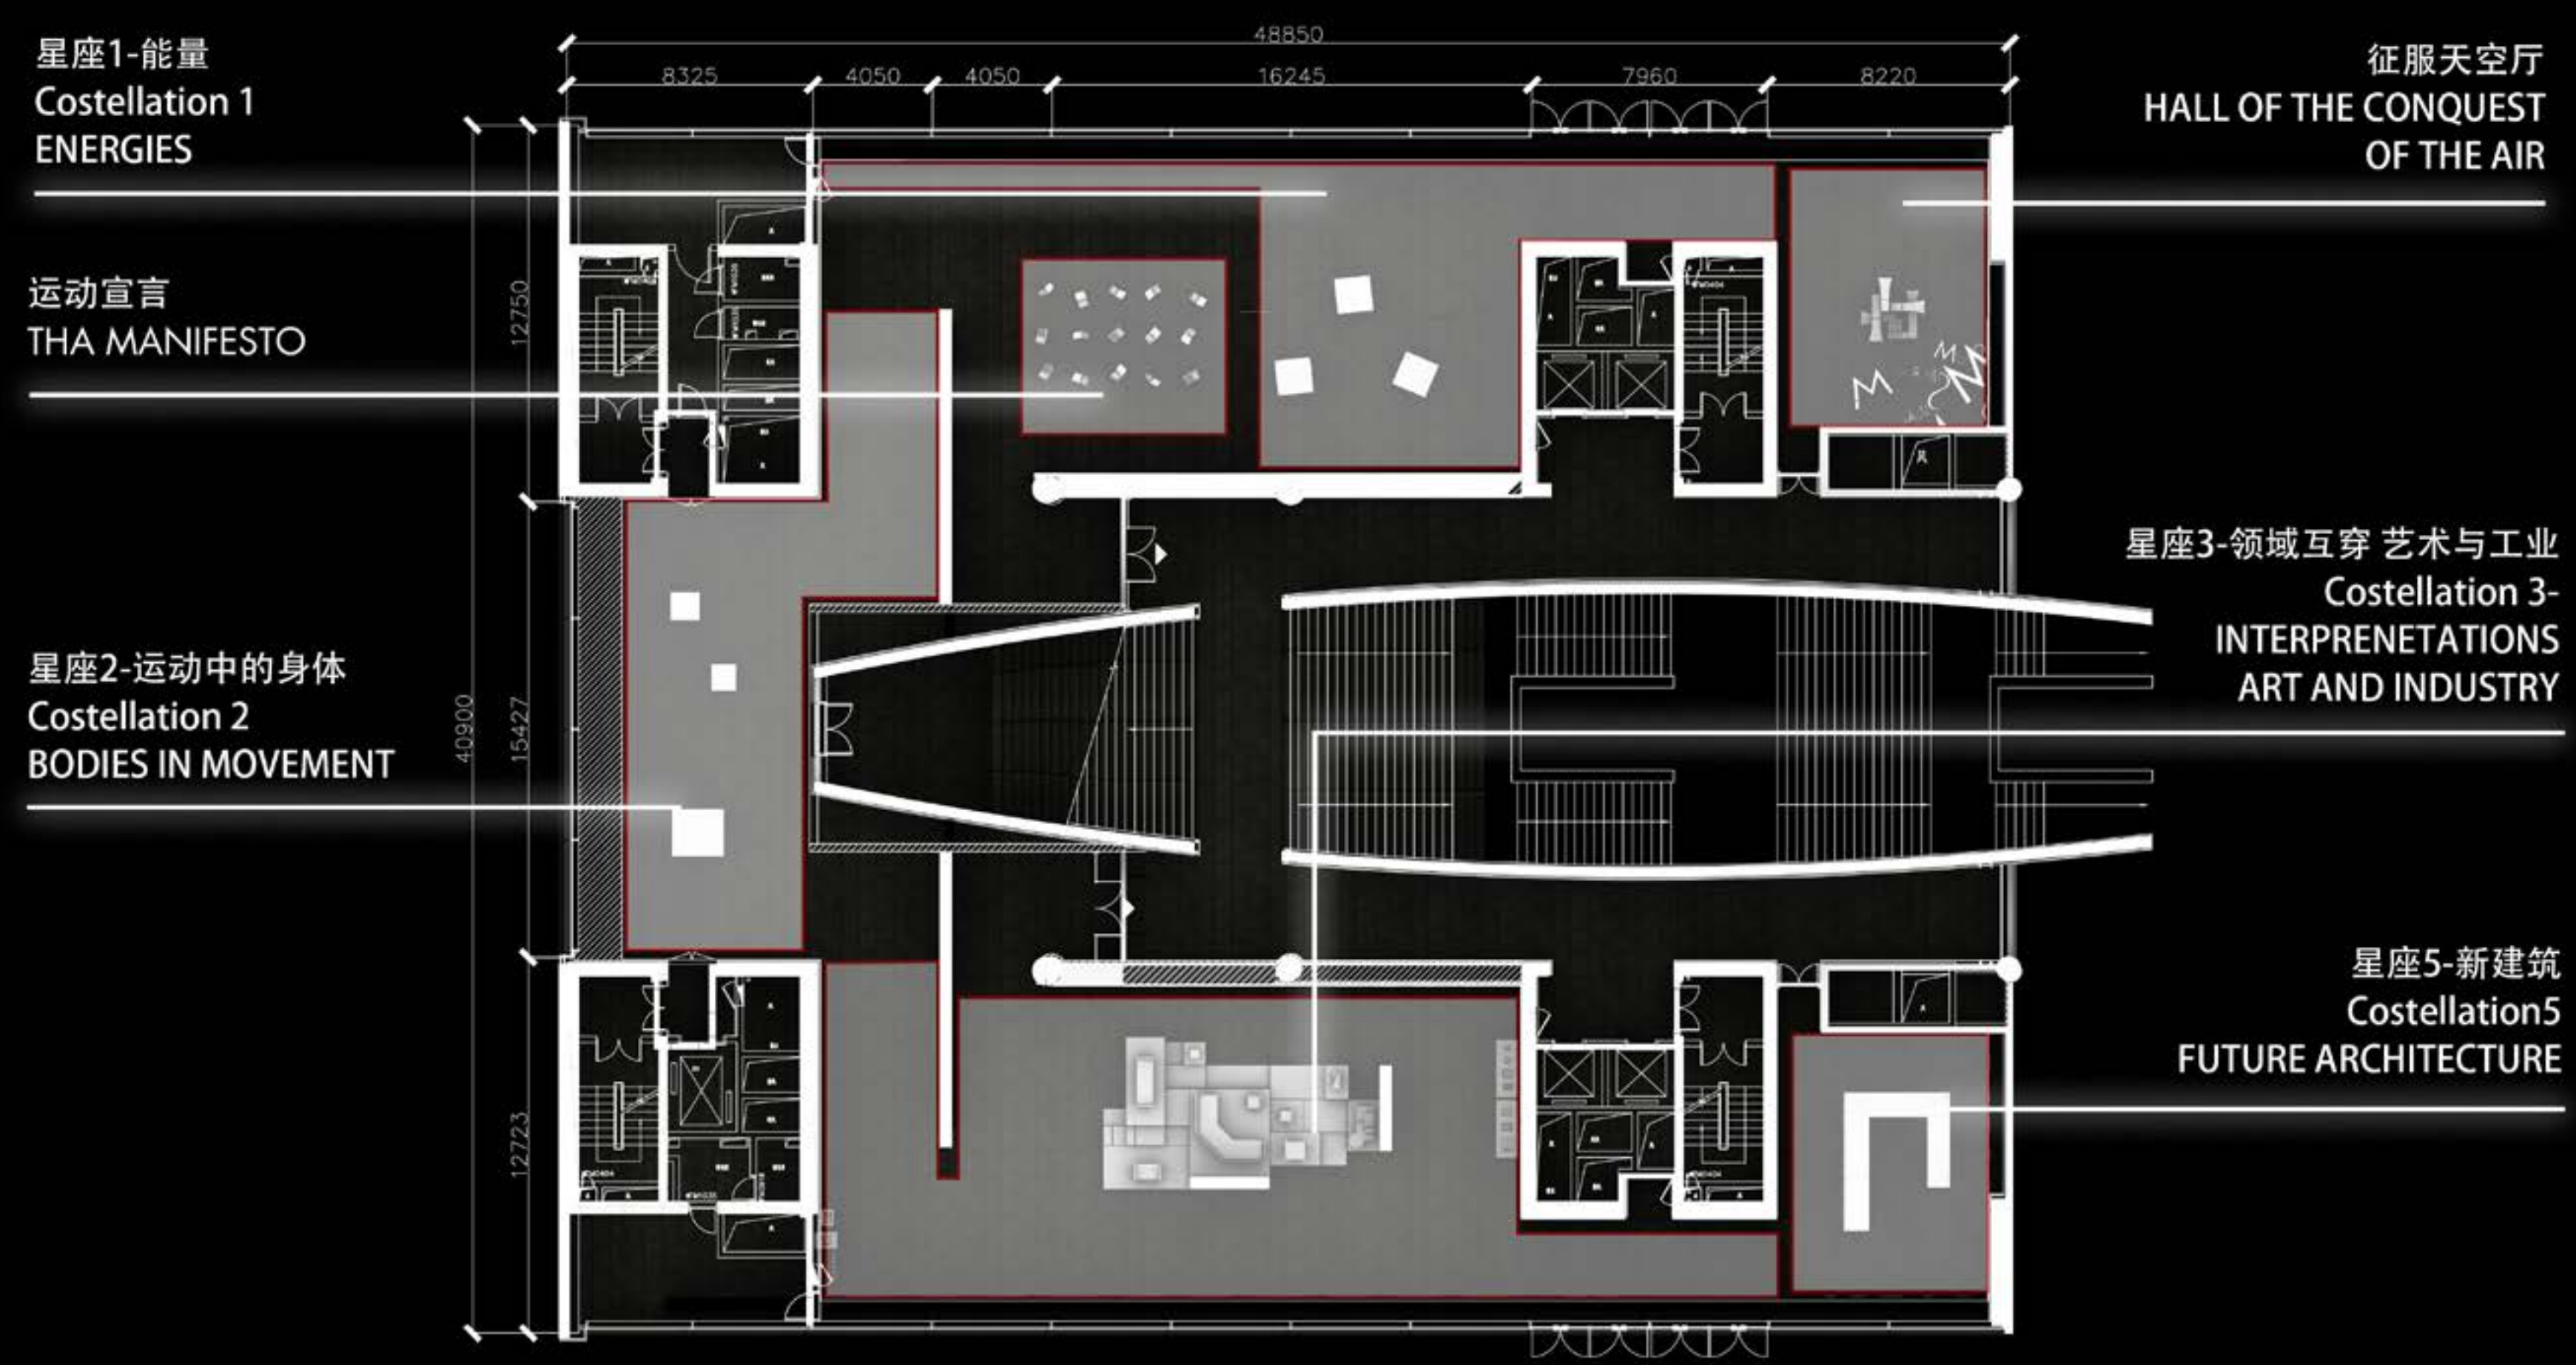 48850
8325
4050
4050
16245
7960
8220
星座1-能量
Costellation 1
ENERGIES
运动宣言
THA MANIFESTO
星座2-运动中的身体
Costellation 2
BODIES IN MOVEMENT
12750
40900
15427
12723
征服天空厅
HALL OF THE CONQUEST
OF THE AIR
星座3-领域互穿 艺术与工业
Costellation 3-
INTERPRENETATIONS
ART AND INDUSTRY
星座5-新建筑
Costellation5
FUTURE ARCHITECTURE